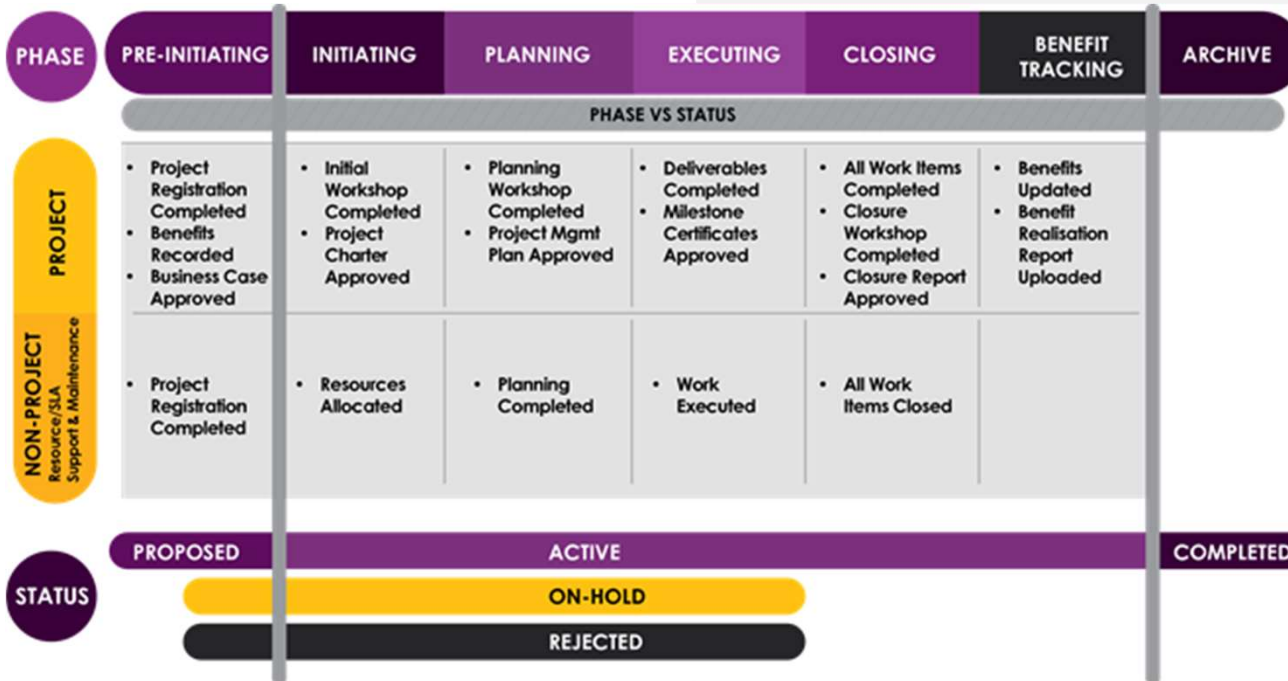 PHASE
PRE-INITIATING
INITIATING
PLANNING
EXECUTING
CLOSING
BENEFIT
TRACKING
ARCHIVE
PHASE VS STATUS
PROJECT
• Project
Registration
Completed
• Benefits
Recorded
• Business Case
Approved
• Initial
Workshop
Completed
• Project
Charter
Approved
• Planning
Workshop
Completed
• Project Mgmt
Plan Approved
• Deliverables
Completed
• Milestone
Certificates
Approved
• All Work Items
Completed
• Closure
Workshop
Completed
• Closure Report
Approved
• Benefits
Updated
• Benefit
Realisation
Report
Uploaded
NON-PROJECT
Resource/SLA
Support & Maintenance
• Project
Registration
Completed
• Resources
Allocated
• Planning
Completed
• Work
Executed
• All Work
Items Closed
STATUS
PROPOSED
ACTIVE
COMPLETED
ON-HOLD
REJECTED